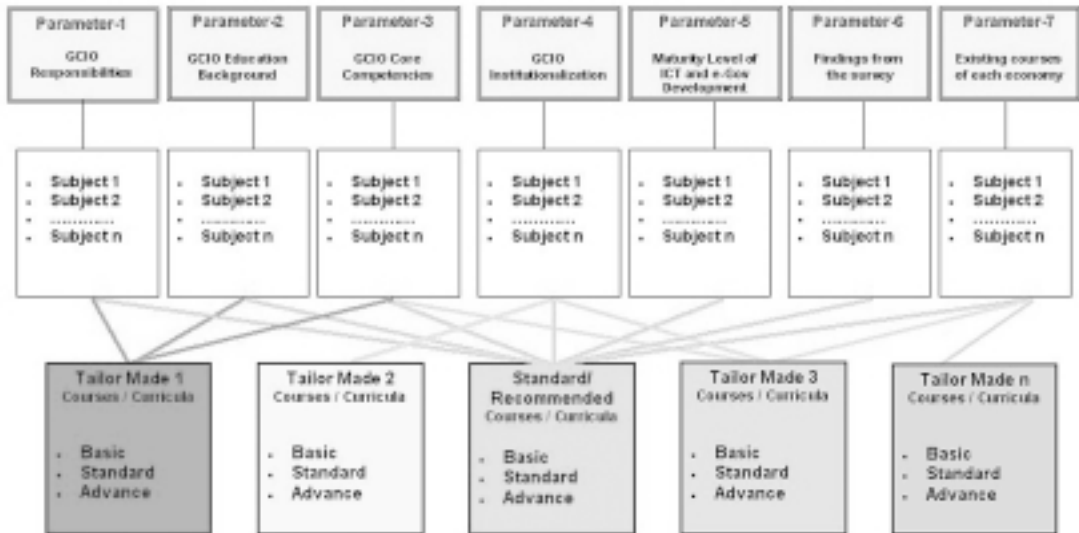 Parameter-1
GCIO
Responsibilities
Parameter-2
GCIO Education
Background
Parameter-3
GCIO Core
Competencies
Parameter-4
GCIO
Institutionalization
Parameter-5
Maturity Level of
ICT and e-Gov
Development
Parameter-6
Findings from
the survey
Parameter-7
Existing courses
of each economy
• Subject 1
• Subject 2
• ............
• Subject n
• Subject 1
• Subject 2
• ............
• Subject n
• Subject 1
• Subject 2
• ............
• Subject n
• Subject 1
• Subject 2
• ............
• Subject n
• Subject 1
• Subject 2
• ............
• Subject n
• Subject 1
• Subject 2
• ............
• Subject n
• Subject 1
• Subject 2
• ............
• Subject n
Tailor Made 1
Courses / Curricula
• Basic
• Standard
• Advance
Tailor Made 2
Courses / Curricula
• Basic
• Standard
• Advance
Standard/
Recommended
Courses / Curricula
• Basic
• Standard
• Advance
Tailor Made 3
Courses / Curricula
• Basic
• Standard
• Advance
Tailor Made n
Courses / Curricula
• Basic
• Standard
• Advance